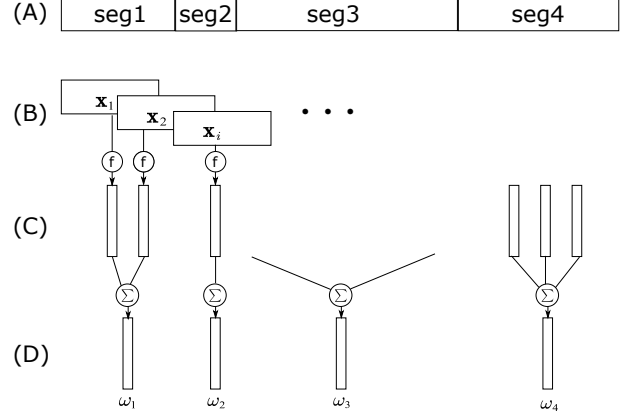 (A) seg1 seg2 seg3 seg4
(B) x₁ x₂ xᵢ . . .
f f f
(C)
Σ Σ Σ Σ
(D)
ω₁ ω₂ ω₃ ω₄